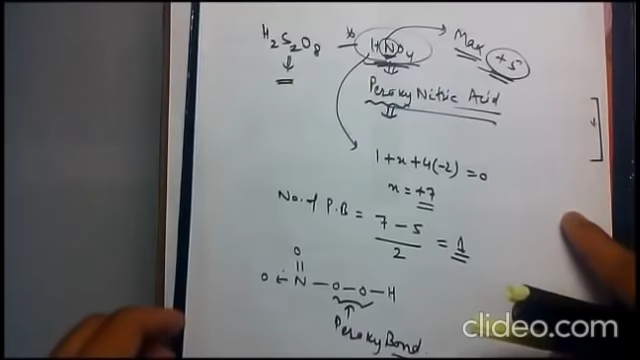 H2S2O8
HNO4
Max
+5
Peroxy Nitric Acid
1+x+4(-2)=0
x=+7
No. of P.B = 7-5/2 = 1
O
O ← N — O — O — H
Peroxy Bond.
clideo.com